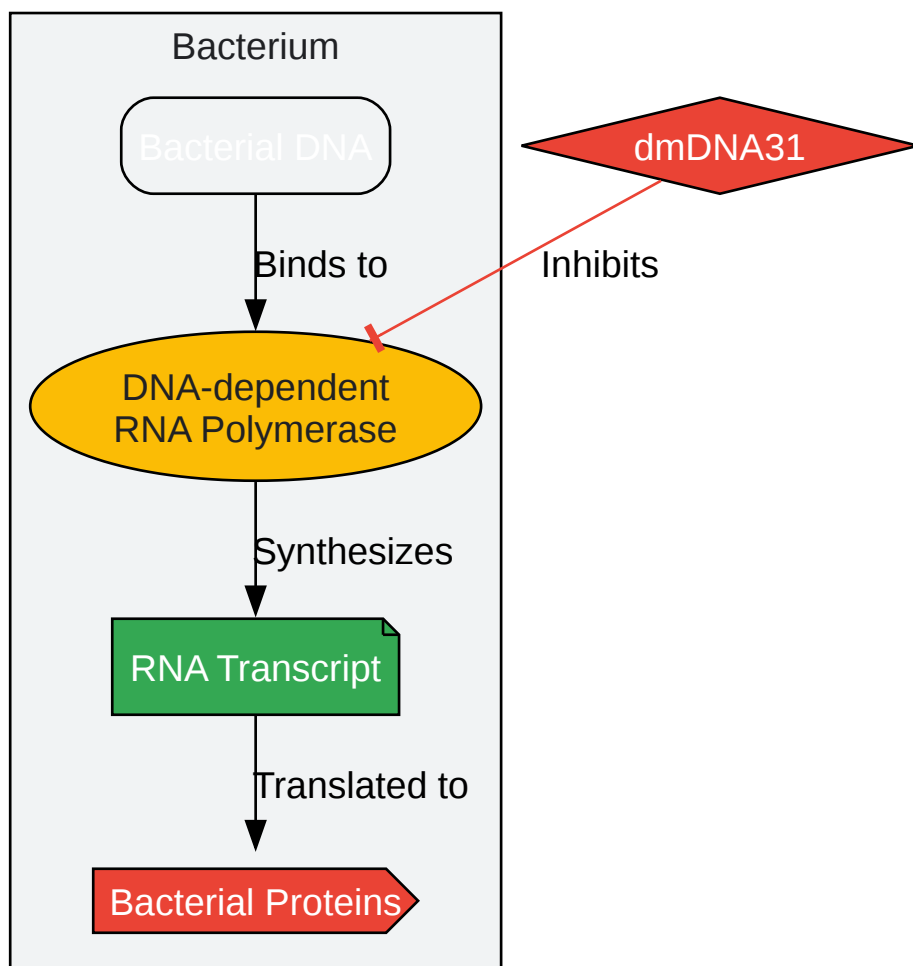 Bacterium
Bacterial DNA
dmDNA31
Binds to
Inhibits
DNA-dependent
RNA Polymerase
Synthesizes
RNA Transcript
Translated to
Bacterial Proteins